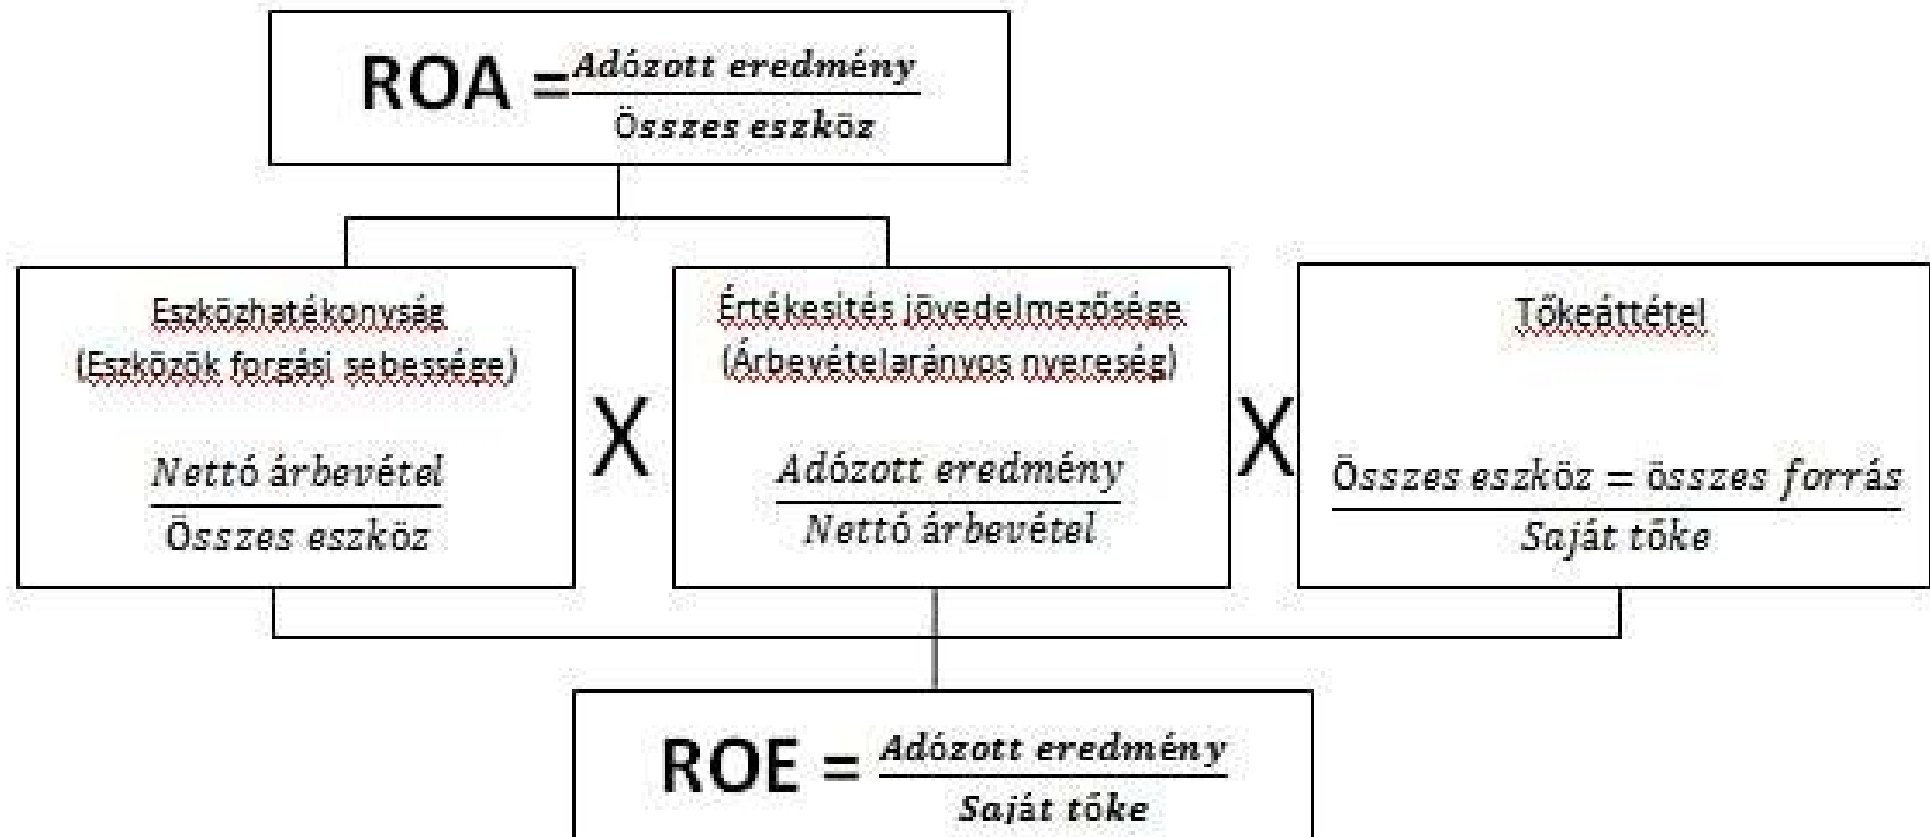 ROA = Adózott eredmény
Összes eszköz
Eszközhatékonyság
(Eszközök forgási sebessége)
Nettó árbevétel
Összes eszköz
X
Értékesítés jövedelmezősége
(Árbevételarányos nyereség)
Adózott eredmény
Nettó árbevétel
X
Tőkeáttétel
Összes eszköz = összes forrás
Saját tőke
ROE = Adózott eredmény
Saját tőke